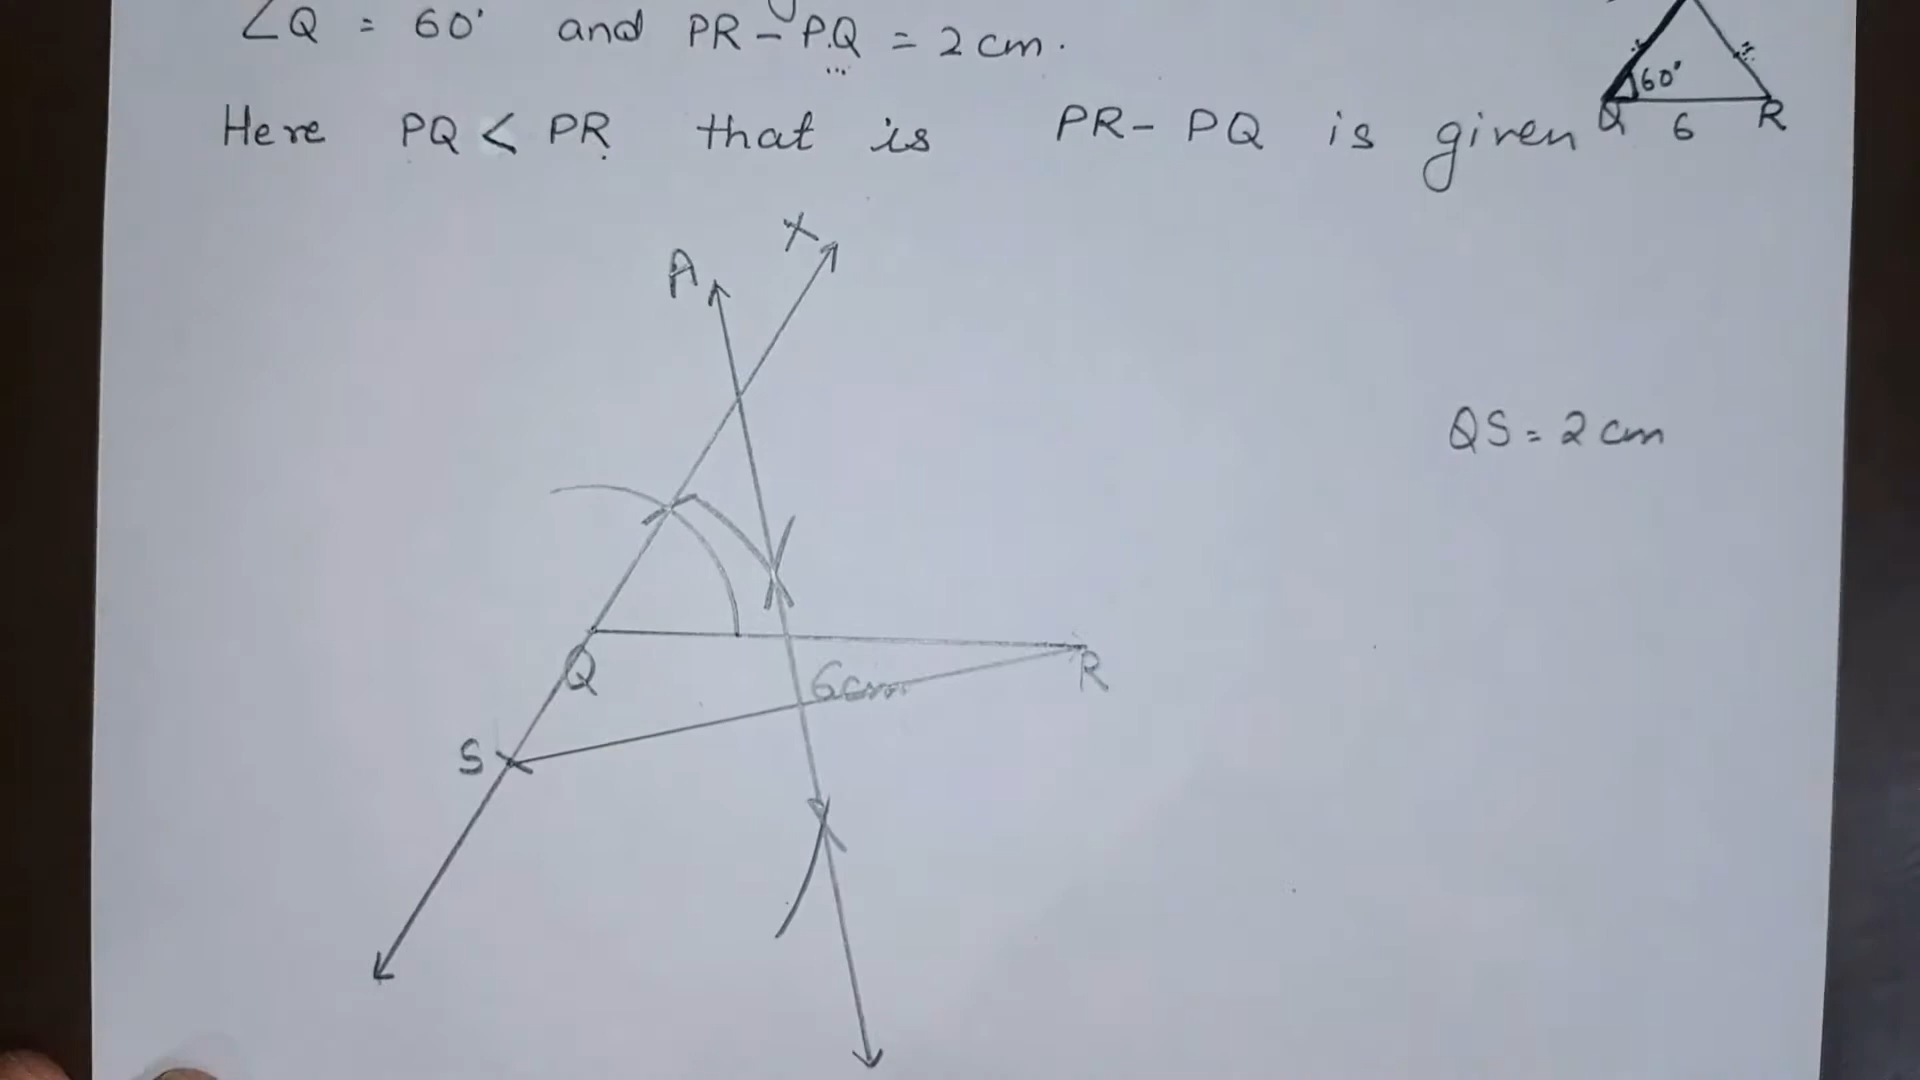 ∠Q = 60° and PR - PQ = 2 cm.
Here PQ < PR that is PR - PQ is given
60°
Q 6 R
X
A
QS = 2 cm
Q
6cm
R
S